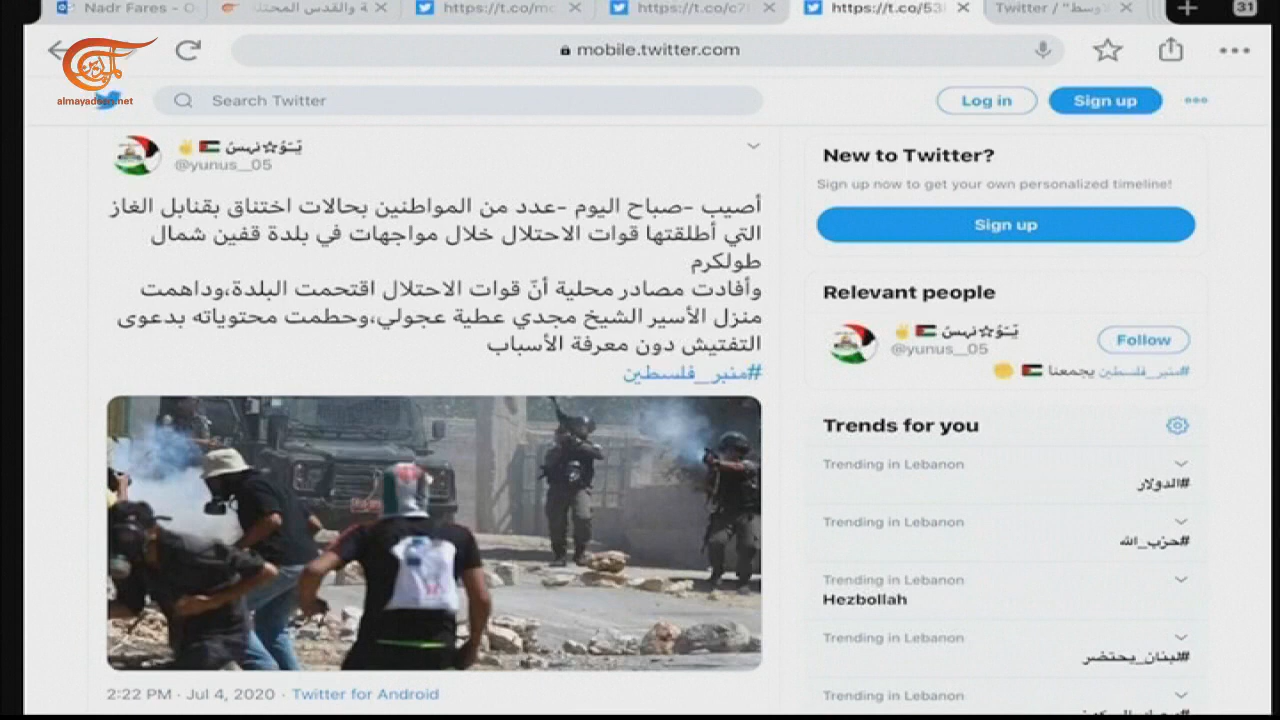 Nadr Fares - O
ة والقدس المحتل
https://t.co/mc
https://t.co/c7
https://t.co/53
Twitter / "وسط
31
mobile.twitter.com
الميادين
almayadeen.net
Search Twitter
Log in
Sign up
@yunus__05
أصيب -صباح اليوم -عدد من المواطنين بحالات اختناق بقنابل الغاز
التي أطلقتها قوات الاحتلال خلال مواجهات في بلدة قفين شمال
طولكرم
وأفادت مصادر محلية أنّ قوات الاحتلال اقتحمت البلدة،وداهمت
منزل الأسير الشيخ مجدي عطية عجولي،وحطمت محتوياته بدعوى
التفتيش دون معرفة الأسباب
#منبر_فلسطين
2:22 PM · Jul 4, 2020 · Twitter for Android
New to Twitter?
Sign up now to get your own personalized timeline!
Sign up
Relevant people
@yunus__05
Follow
#منبر_فلسطين يجمعنا
Trends for you
Trending in Lebanon
#الدولار
Trending in Lebanon
#حزب_الله
Trending in Lebanon
Hezbollah
Trending in Lebanon
#لبنان_يحتضر
Trending in Lebanon